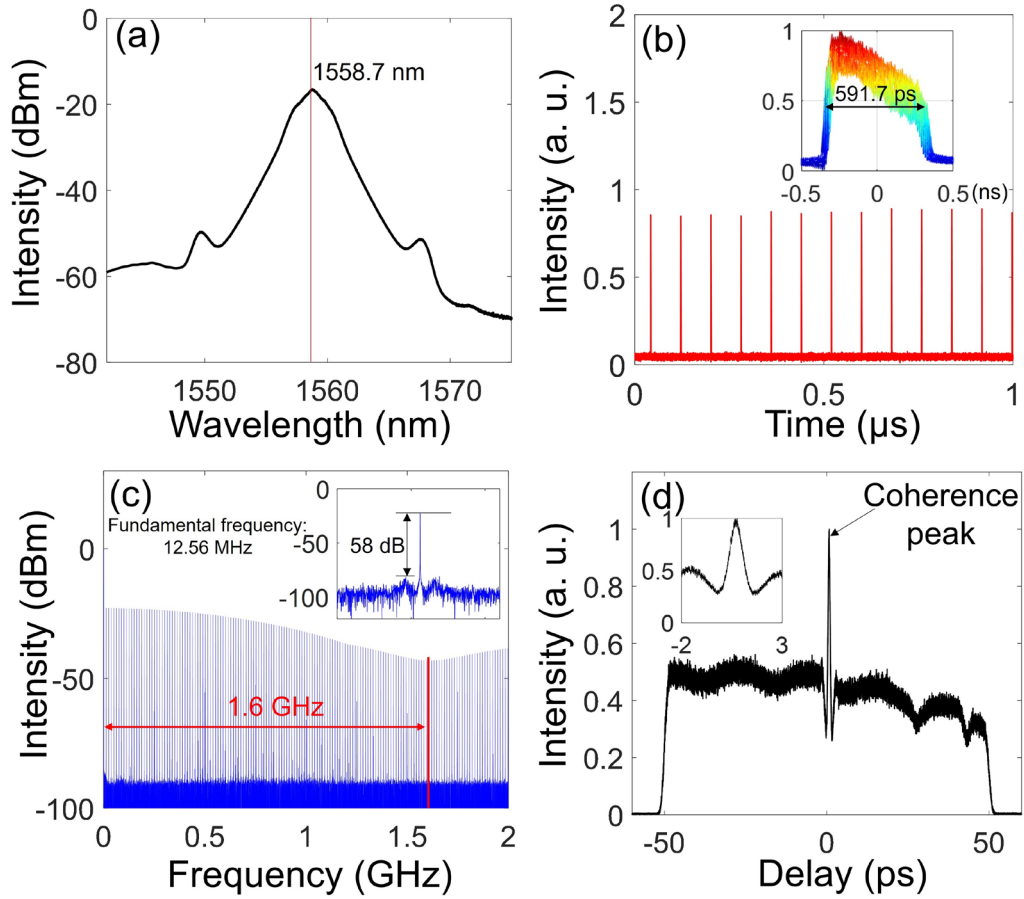 (a)
1558.7 nm
0
-20
-40
-60
-80
Intensity (dBm)
1550
1560
1570
Wavelength (nm)
(b)
2
1.5
1
0.5
0
Intensity (a. u.)
1
0.5
0
591.7 ps
-0.5
0
0.5
(ns)
0
0.5
1
Time (µs)
(c)
Fundamental frequency:
12.56 MHz
0
-50
-100
58 dB
0
-50
-100
Intensity (dBm)
1.6 GHz
0
0.5
1
1.5
2
Frequency (GHz)
(d)
Coherence
peak
1
0.5
0
-2
3
1
0.8
0.6
0.4
0.2
0
Intensity (a. u.)
-50
0
50
Delay (ps)